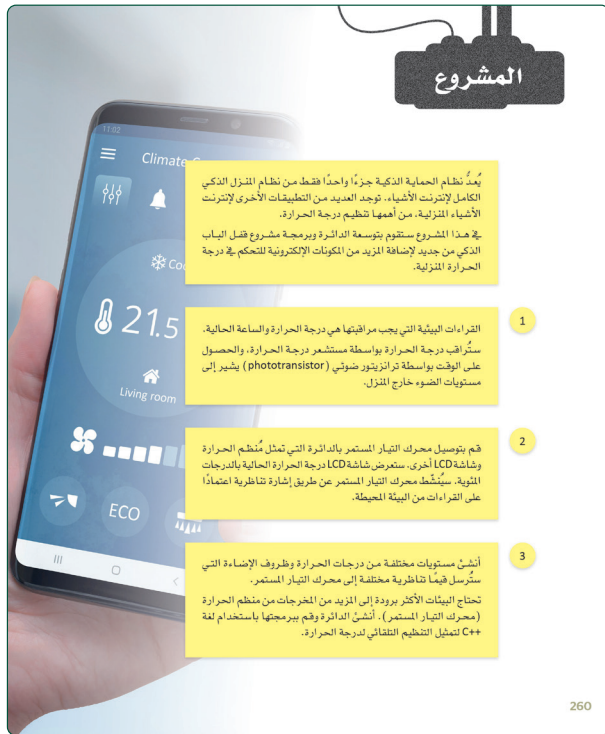 المشروع
11:02
Climate
يُعدُّ نظام الحماية الذكية جزءًا واحدًا فقط من نظام المنزل الذكي
الكامل لإنترنت الأشياء. توجد العديد من التطبيقات الأخرى لإنترنت
الأشياء المنزلية، من أهمها تنظيم درجة الحرارة.
في هذا المشروع ستقوم بتوسعة الدائرة وبرمجة مشروع قفل الباب
الذكي من جديد لإضافة المزيد من المكونات الإلكترونية للتحكم في درجة
الحرارة المنزلية.
21.5
Living room
1
القراءات البيئية التي يجب مراقبتها هي درجة الحرارة والساعة الحالية.
ستُراقب درجة الحرارة بواسطة مستشعر درجة الحرارة، والحصول
على الوقت بواسطة ترانزيتور ضوئي (phototransistor) يشير إلى
مستويات الضوء خارج المنزل.
2
قم بتوصيل محرك التيار المستمر بالدائرة التي تمثل مُنظم الحرارة
وشاشة LCD أخرى. ستعرض شاشة LCD درجة الحرارة الحالية بالدرجات
المئوية. سيُنشّط محرك التيار المستمر عن طريق إشارة تناظرية اعتمادًا
على القراءات من البيئة المحيطة.
ECO
3
أنشئ مستويات مختلفة من درجات الحرارة وظروف الإضاءة التي
ستُرسل قيمًا تناظرية مختلفة إلى محرك التيار المستمر.
تحتاج البيئات الأكثر برودة إلى المزيد من المخرجات من منظم الحرارة
(محرك التيار المستمر). أنشئ الدائرة وقم ببرمجتها باستخدام لغة
C++ لتمثيل التنظيم التلقائي لدرجة الحرارة.
260